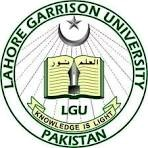 LAHORE GARRISON UNIVERSITY
العلم نور
LGU
KNOWLEDGE IS LIGHT
PAKISTAN